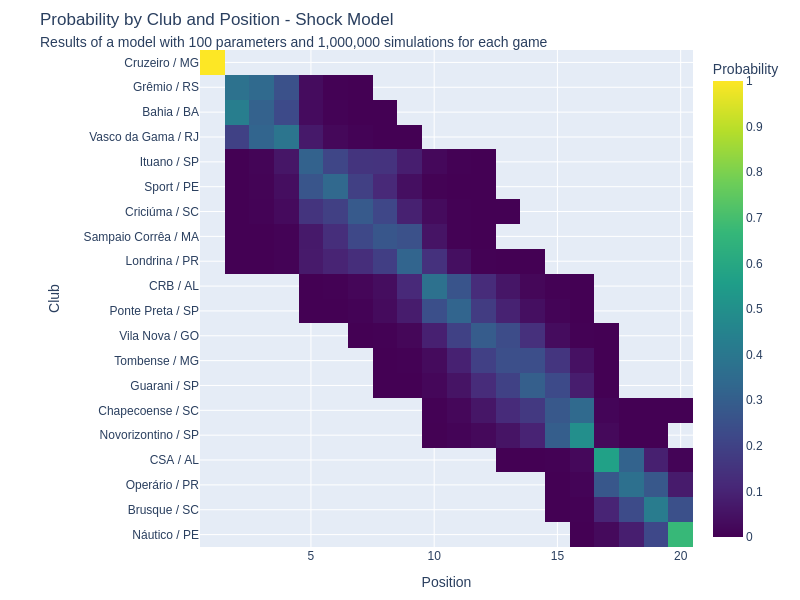 Probability by Club and Position - Shock Model
Results of a model with 100 parameters and 1,000,000 simulations for each game
Probability
Club
Cruzeiro / MG
Grêmio / RS
Bahia / BA
Vasco da Gama / RJ
Ituano / SP
Sport / PE
Criciúma / SC
Sampaio Corrêa / MA
Londrina / PR
CRB / AL
Ponte Preta / SP
Vila Nova / GO
Tombense / MG
Guarani / SP
Chapecoense / SC
Novorizontino / SP
CSA / AL
Operário / PR
Brusque / SC
Náutico / PE
5 10 15 20
Position
1
0.9
0.8
0.7
0.6
0.5
0.4
0.3
0.2
0.1
0